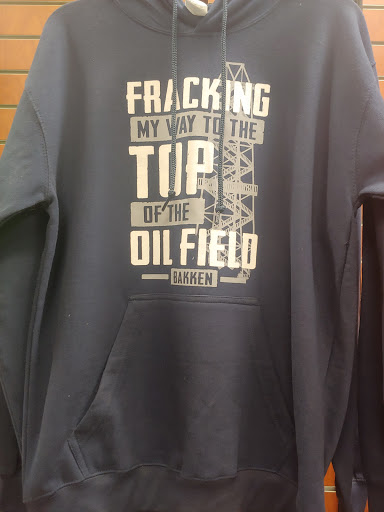 FRACKING
MY WAY TO THE
TOP
OF THE
OIL FIELD
BAKKEN